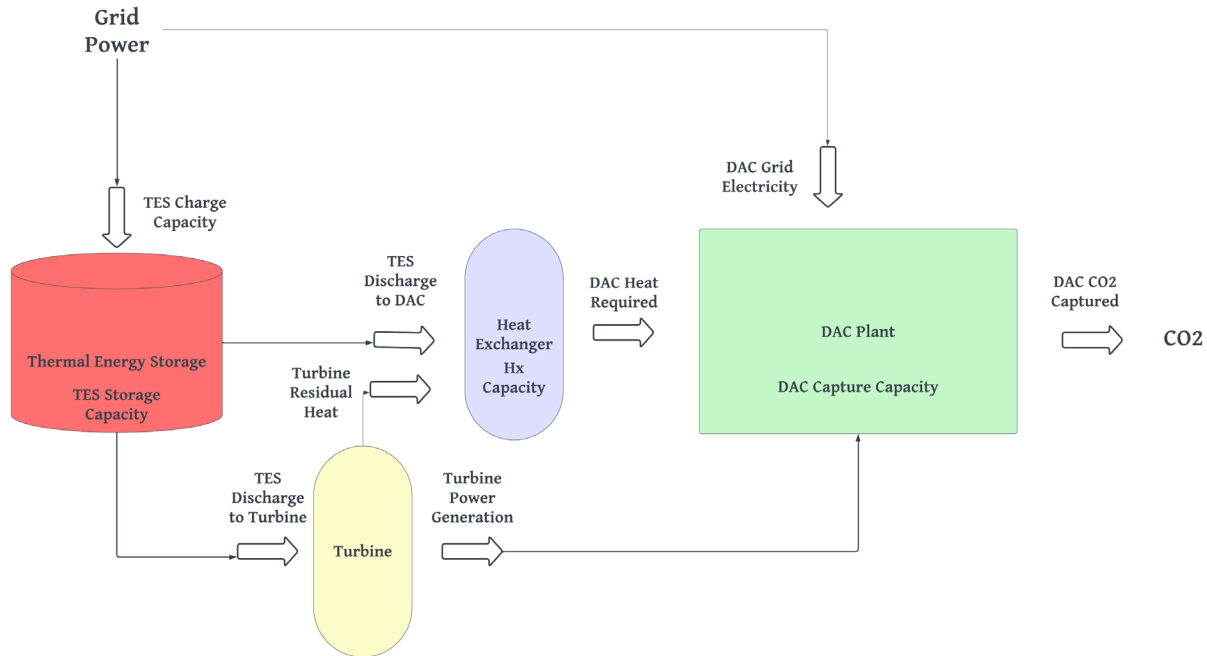 Grid
Power
DAC Grid
Electricity
TES Charge
Capacity
TES
Discharge
to DAC
DAC Heat
Required
DAC CO2
Captured
Heat
Exchanger
Hx
Capacity
DAC Plant
CO2
Thermal Energy Storage
TES Storage
Capacity
Turbine
Residual
Heat
DAC Capture Capacity
TES
Discharge
to Turbine
Turbine
Power
Generation
Turbine